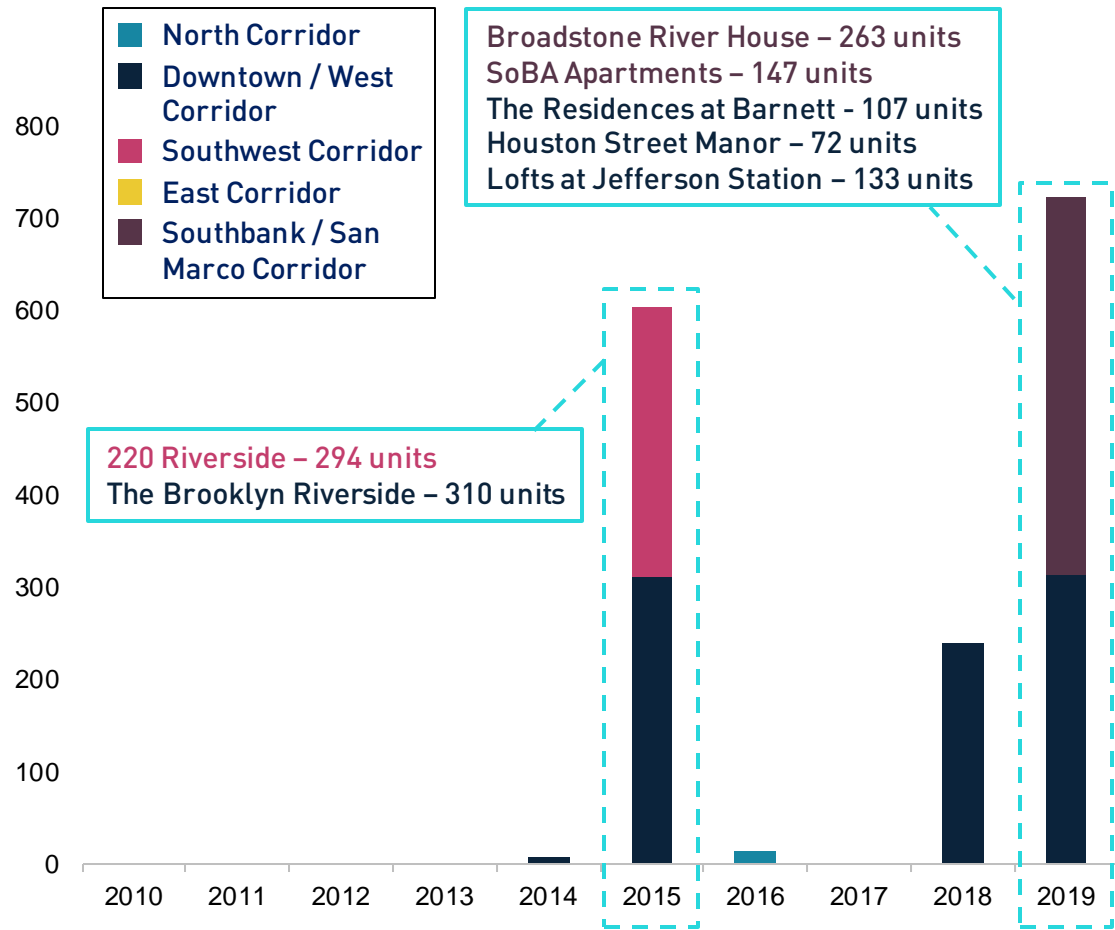 North Corridor
Downtown / West
Corridor
Southwest Corridor
East Corridor
Southbank / San
Marco Corridor
Broadstone River House – 263 units
SoBA Apartments – 147 units
The Residences at Barnett - 107 units
Houston Street Manor – 72 units
Lofts at Jefferson Station – 133 units
220 Riverside – 294 units
The Brooklyn Riverside – 310 units
800
700
600
500
400
300
200
100
0
2010 2011 2012 2013 2014 2015 2016 2017 2018 2019